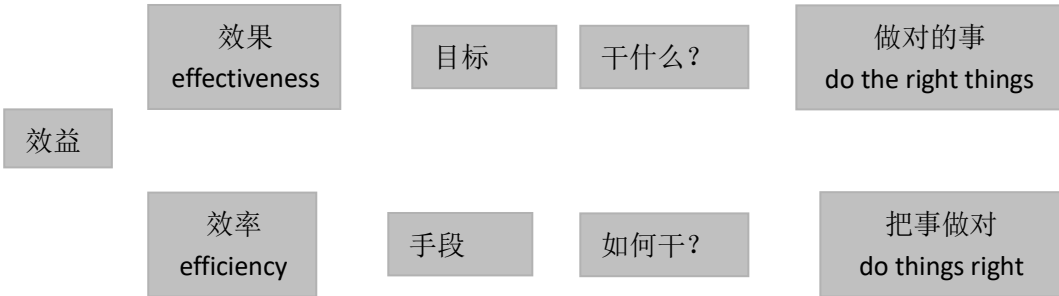 效果
effectiveness
目标
干什么？
做对的事
do the right things
效益
效率
efficiency
手段
如何干？
把事做对
do things right